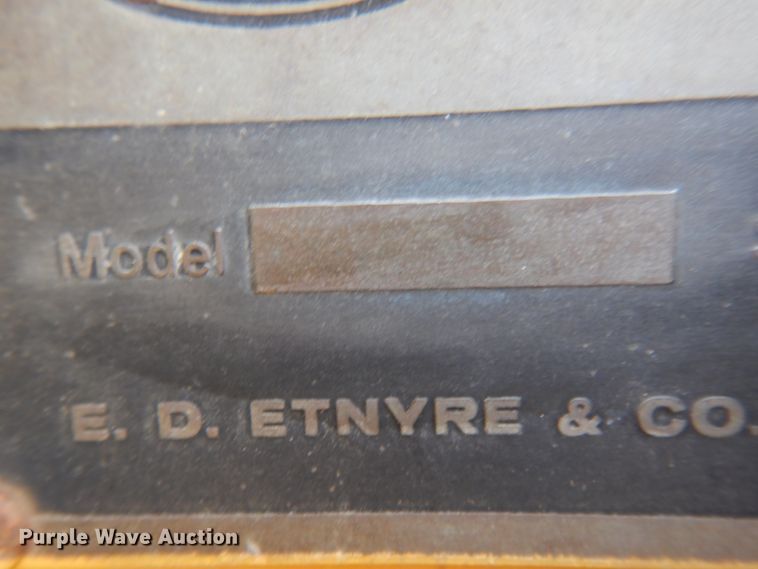 Model
E. D. ETNYRE & CO.
Purple Wave Auction